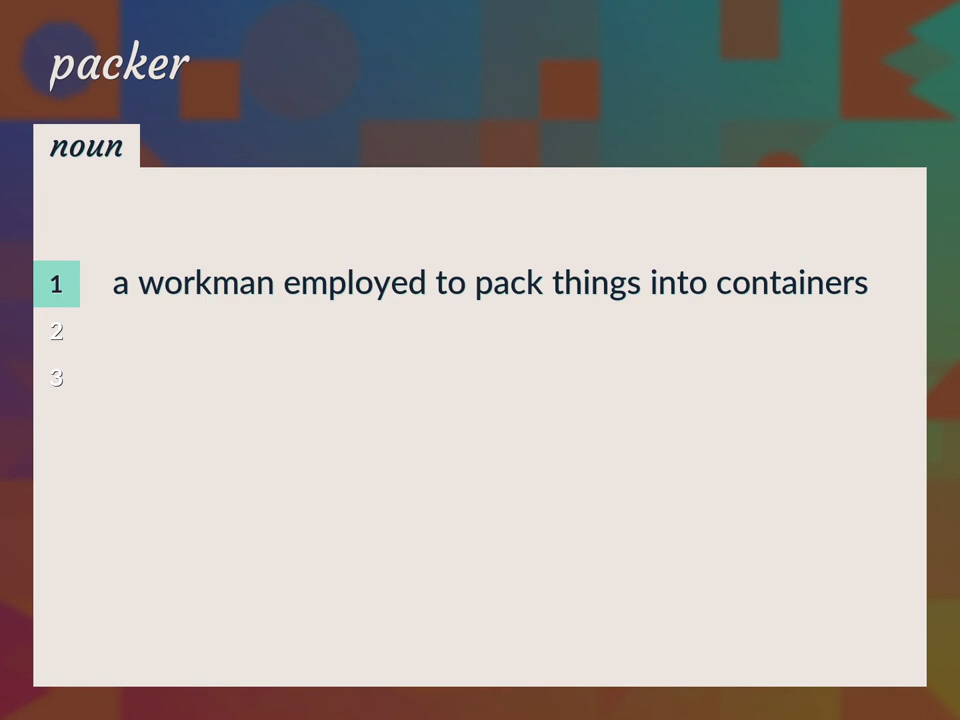 packer
noun
1 a workman employed to pack things into containers
2
3